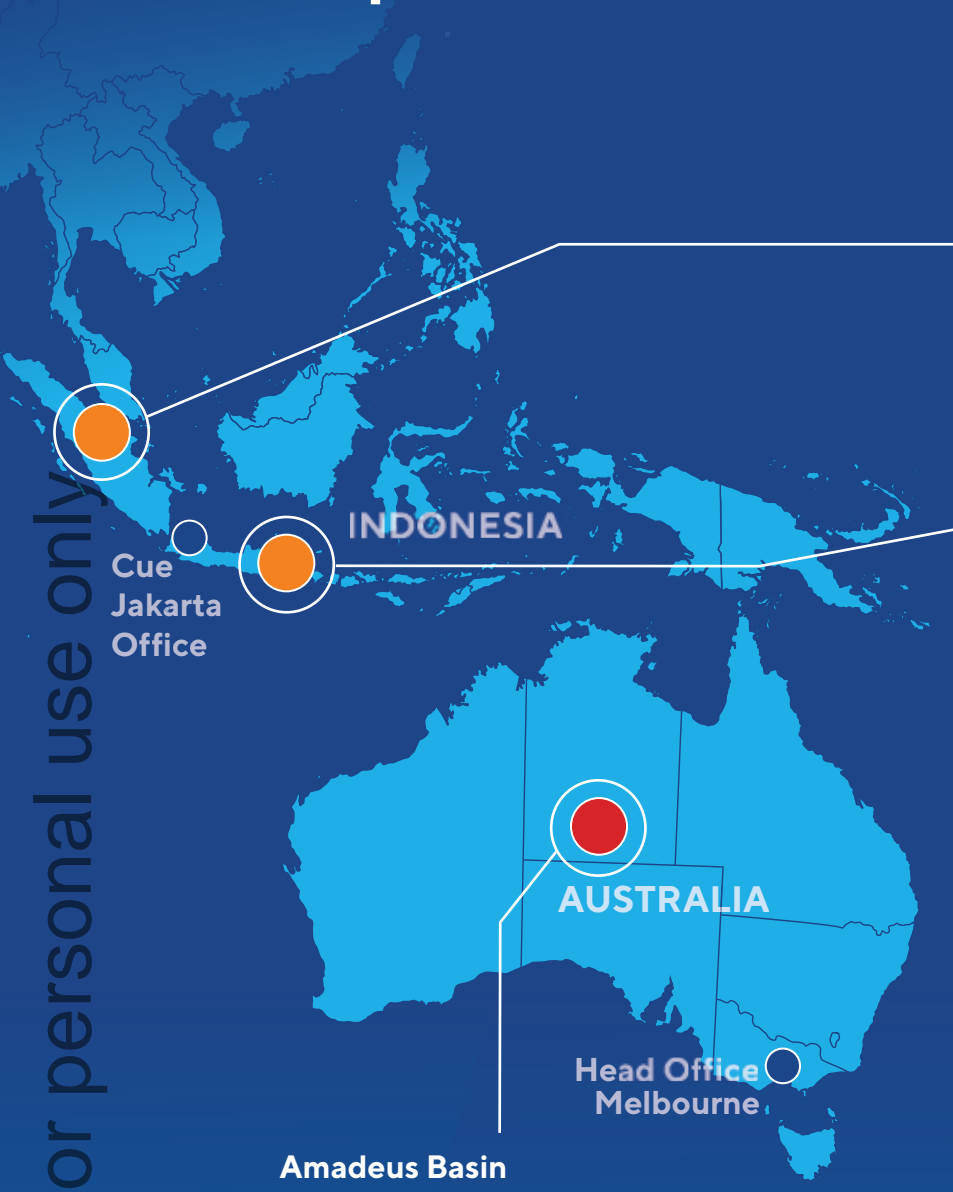 INDONESIA
Cue
Jakarta
Office
AUSTRALIA
Head Office
Melbourne
Amadeus Basin
or personal use only